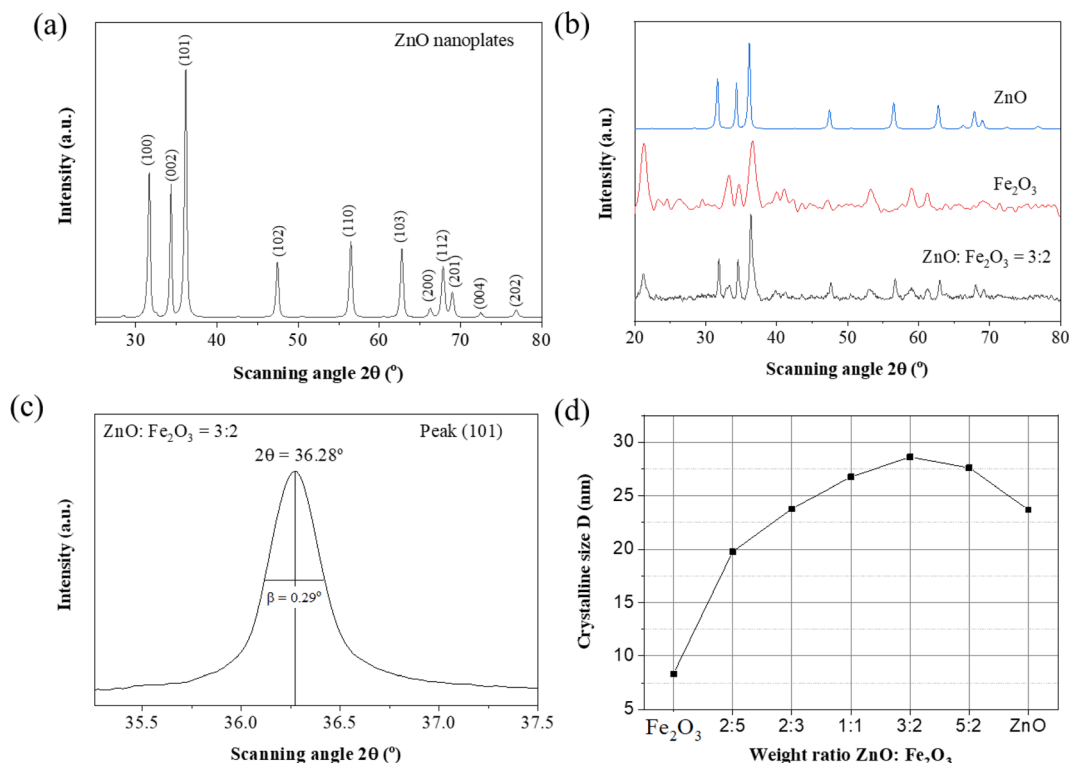 (a)
ZnO nanoplates
(101)
(100)
(002)
(102)
(110)
(103)
(200)
(112)
(201)
(004)
(202)
Intensity (a.u.)
30 40 50 60 70 80
Scanning angle 2θ (º)
(b)
ZnO
Fe₂O₃
ZnO: Fe₂O₃ = 3:2
Intensity (a.u.)
20 30 40 50 60 70 80
Scanning angle 2θ (º)
(c)
ZnO: Fe₂O₃ = 3:2
Peak (101)
2θ = 36.28º
β = 0.29º
Intensity (a.u.)
35.5 36.0 36.5 37.0 37.5
Scanning angle 2θ (º)
(d)
30
25
20
15
10
5
Crystalline size D (nm)
Fe₂O₃ 2:5 2:3 1:1 3:2 5:2 ZnO
Weight ratio ZnO: Fe₂O₃